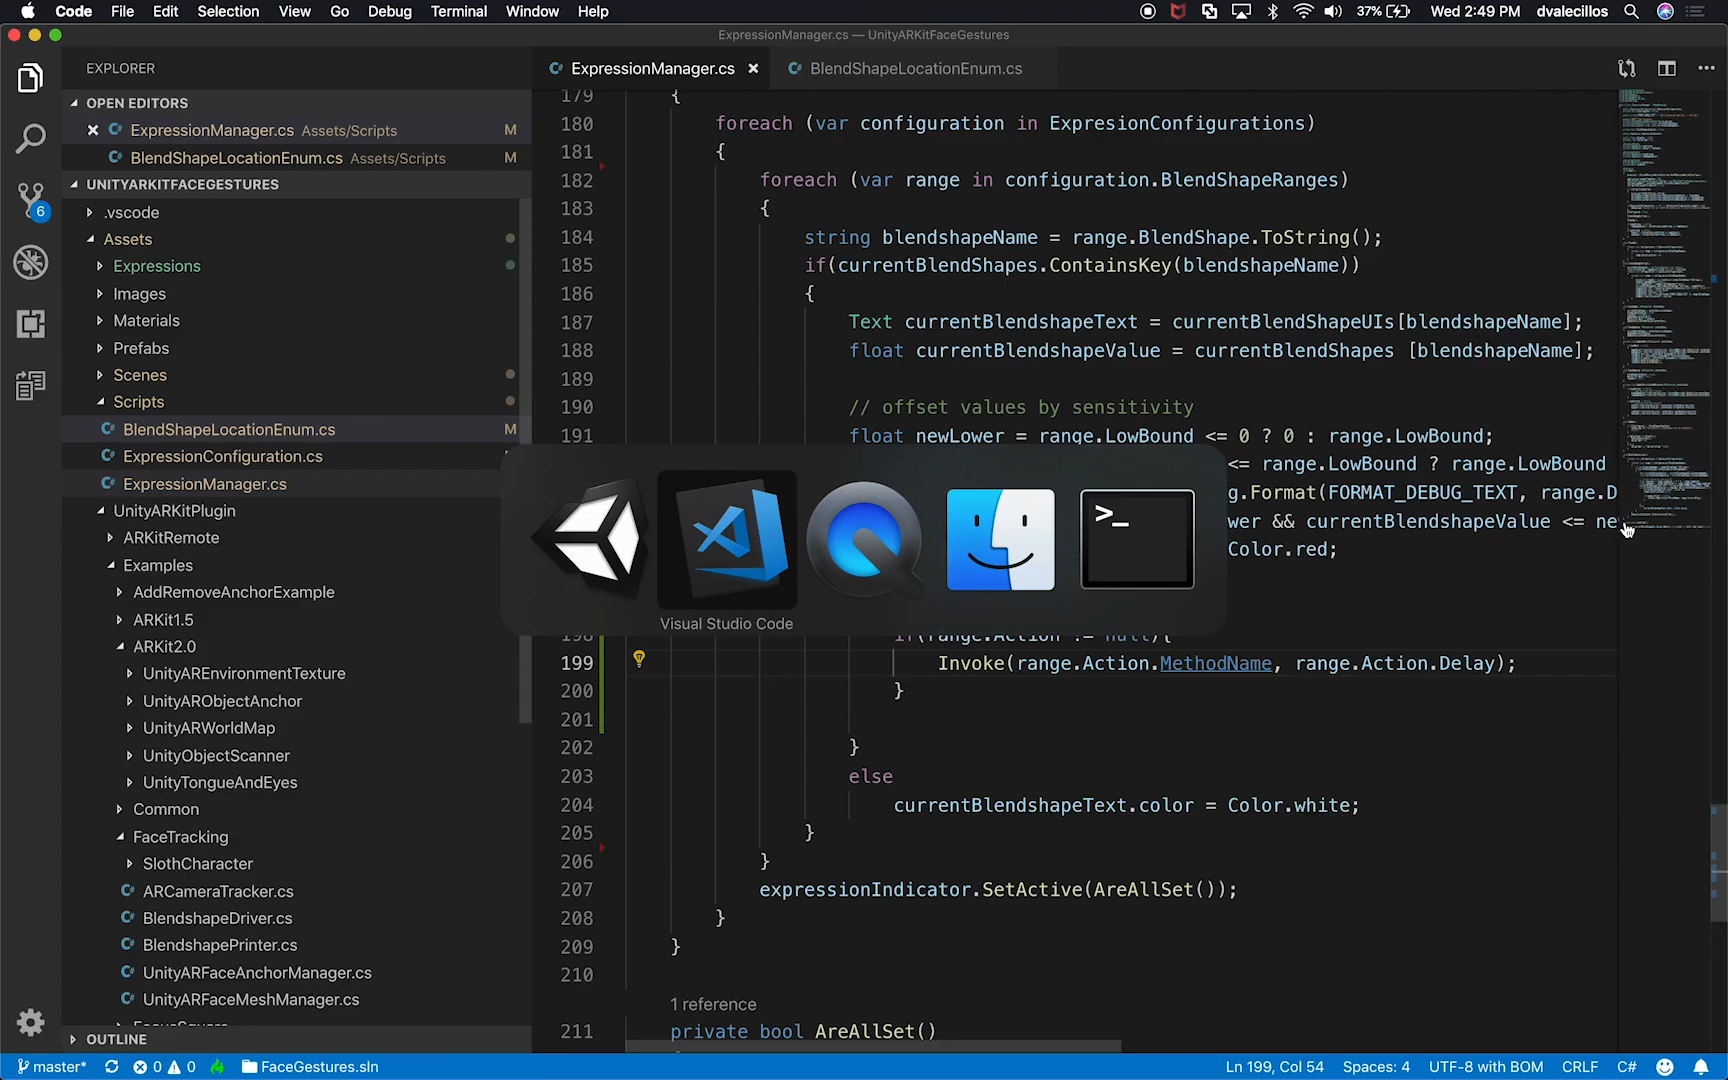 Code File Edit Selection View Go Debug Terminal Window Help 37% Wed 2:49 PM dvalecillos
ExpressionManager.cs — UnityARKitFaceGestures
EXPLORER
ExpressionManager.cs
BlendShapeLocationEnum.cs
OPEN EDITORS
ExpressionManager.cs Assets/Scripts M
BlendShapeLocationEnum.cs Assets/Scripts M
UNITYARKITFACEGESTURES
.vscode
Assets
Expressions
Images
Materials
Prefabs
Scenes
Scripts
BlendShapeLocationEnum.cs M
ExpressionConfiguration.cs
ExpressionManager.cs
UnityARKitPlugin
ARKitRemote
Examples
AddRemoveAnchorExample
ARKit1.5
ARKit2.0
UnityAREnvironmentTexture
UnityARObjectAnchor
UnityARWorldMap
UnityObjectScanner
UnityTongueAndEyes
Common
FaceTracking
SlothCharacter
ARCameraTracker.cs
BlendshapeDriver.cs
BlendshapePrinter.cs
UnityARFaceAnchorManager.cs
UnityARFaceMeshManager.cs
OUTLINE
6
179 {
180 foreach (var configuration in ExpresionConfigurations)
181 {
182 foreach (var range in configuration.BlendShapeRanges)
183 {
184 string blendshapeName = range.BlendShape.ToString();
185 if(currentBlendShapes.ContainsKey(blendshapeName))
186 {
187 Text currentBlendshapeText = currentBlendShapeUIs[blendshapeName];
188 float currentBlendshapeValue = currentBlendShapes [blendshapeName];
189
190 // offset values by sensitivity
191 float newLower = range.LowBound <= 0 ? 0 : range.LowBound;
<= range.LowBound ? range.LowBound
g.Format(FORMAT_DEBUG_TEXT, range.D
wer && currentBlendshapeValue <= ne
Color.red;
Visual Studio Code
198 if(range.Action != null){
199 Invoke(range.Action.MethodName, range.Action.Delay);
200 }
201
202 }
203 else
204 currentBlendshapeText.color = Color.white;
205 }
206 }
207 expressionIndicator.SetActive(AreAllSet());
208 }
209 }
210
1 reference
211 private bool AreAllSet()
master* 0 0 FaceGestures.sln Ln 199, Col 54 Spaces: 4 UTF-8 with BOM CRLF C#